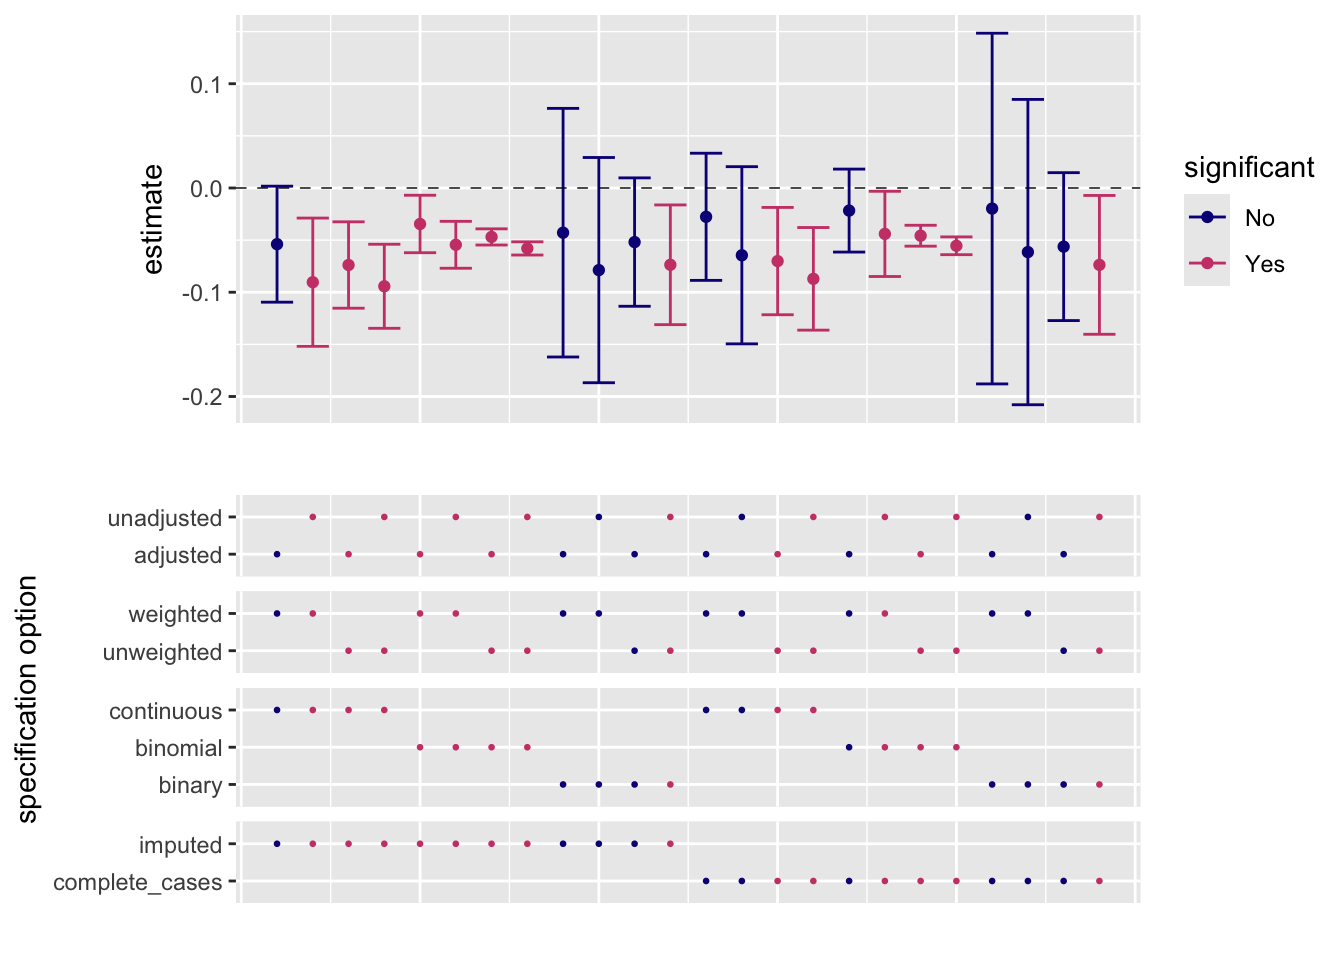 estimate
0.1
0.0
-0.1
-0.2
significant
No
Yes
specification option
unadjusted
adjusted
weighted
unweighted
continuous
binomial
binary
imputed
complete_cases